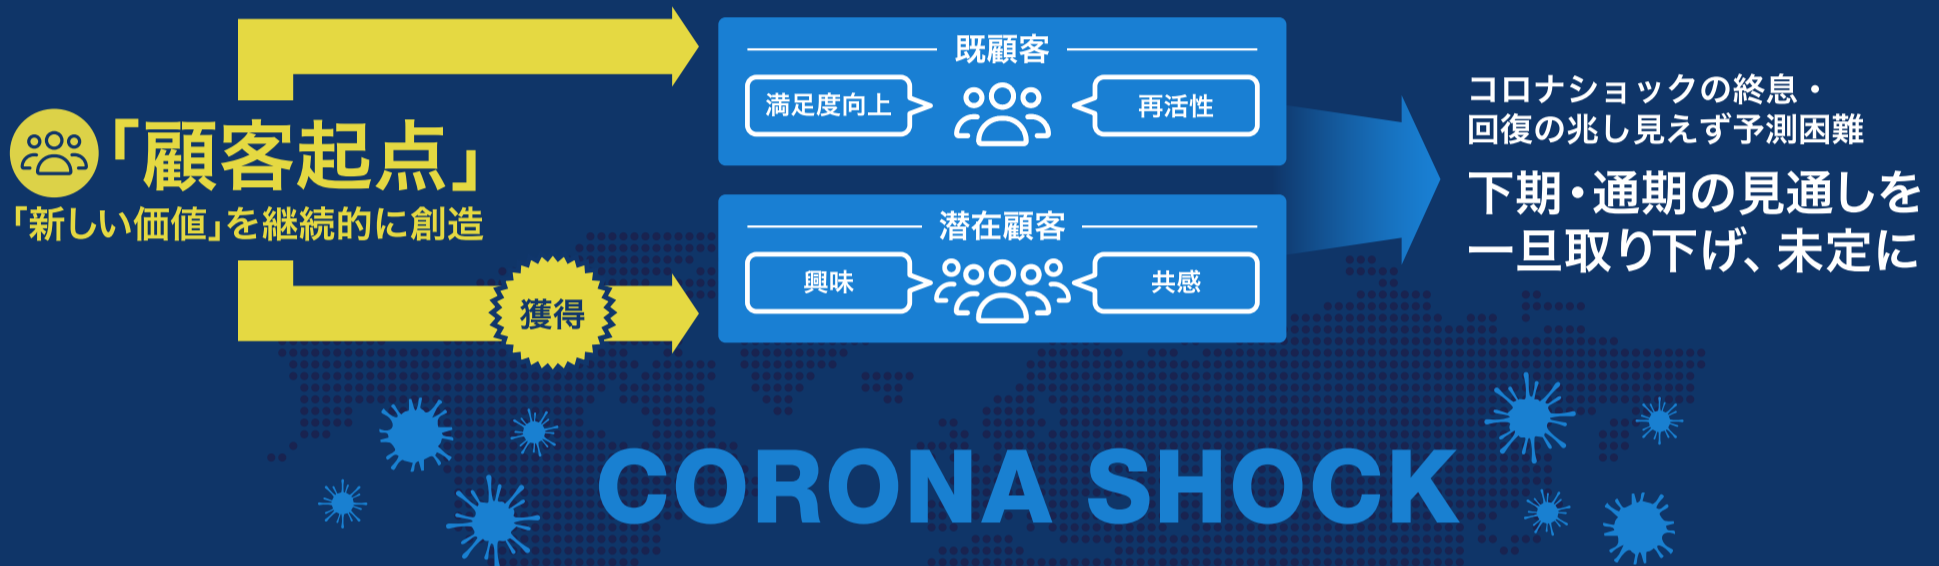 「顧客起点」
「新しい価値」を継続的に創造
獲得
既顧客
満足度向上
再活性
潜在顧客
興味
共感
コロナショックの終息・
回復の兆し見えず予測困難
下期・通期の見通しを
一旦取り下げ、未定に
CORONA SHOCK